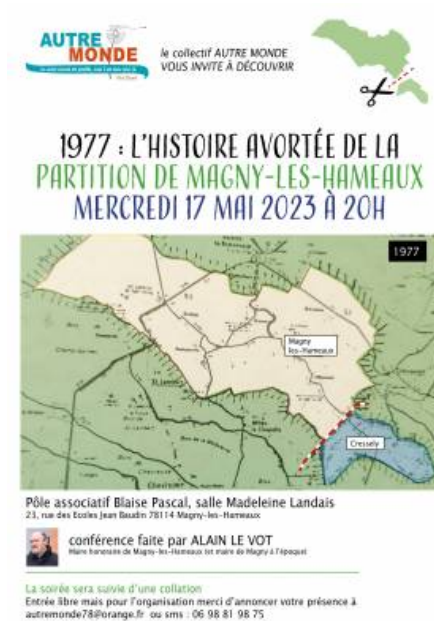 AUTRE
MONDE
le collectif AUTRE MONDE
VOUS INVITE À DÉCOUVRIR
1977 : L'HISTOIRE AVORTÉE DE LA
PARTITION DE MAGNY-LES-HAMEAUX
MERCREDI 17 MAI 2023 À 20H
1977
Magny
les-Hameaux
Cressely
Pôle associatif Blaise Pascal, salle Madeleine Landais
23, rue des Ecoles Jean Baudin 78114 Magny-les-Hameaux
conférence faite par ALAIN LE VOT
Maire honoraire de Magny-les-Hameaux (et maire de Magny à l'époque)
La soirée sera suivie d'une collation
Entrée libre mais pour l'organisation merci d'annoncer votre présence à
autremonde78@orange.fr ou sms : 06 98 81 98 75